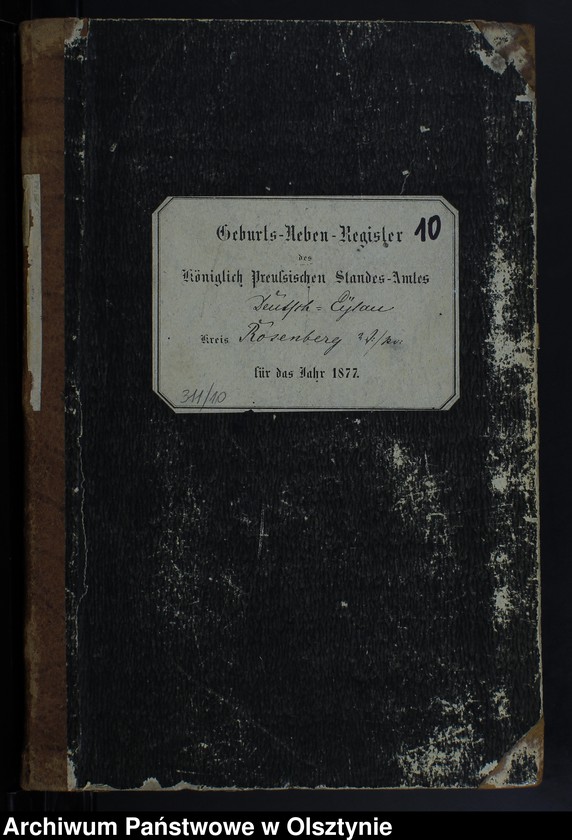 Geburts-Neben-Register 10
des
Königlich Preußischen Standes-Amtes
Deutsch=Eylau
Kreis Rosenberg
für das Jahr 1877.
311/10
Archiwum Państwowe w Olsztynie